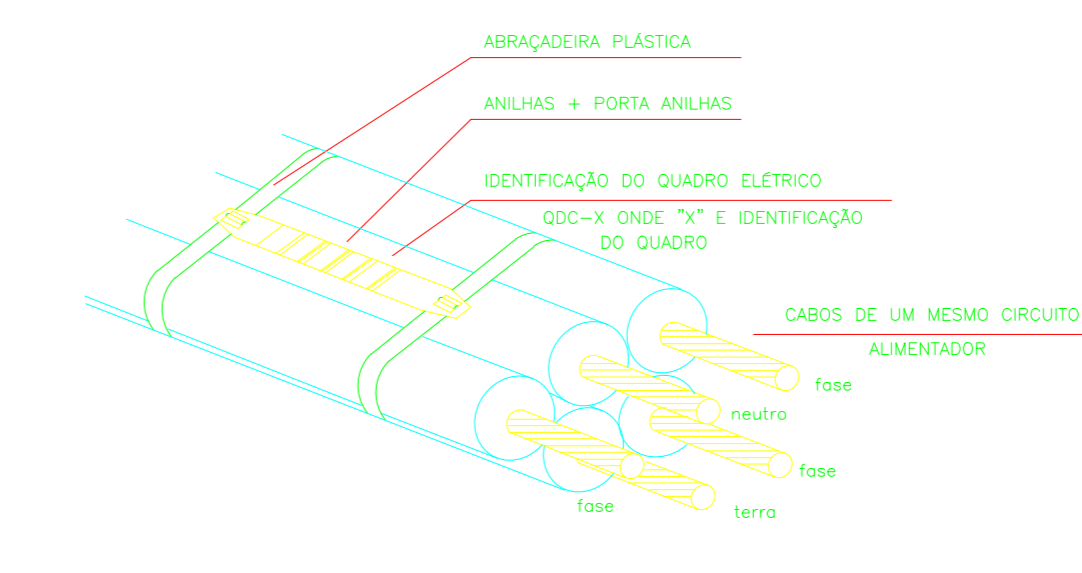 ABRAÇADEIRA PLÁSTICA
ANILHAS + PORTA ANILHAS
IDENTIFICAÇÃO DO QUADRO ELÉTRICO
QDC-X ONDE "X" E IDENTIFICAÇÃO
DO QUADRO
CABOS DE UM MESMO CIRCUITO
ALIMENTADOR
fase
neutro
fase
fase
terra